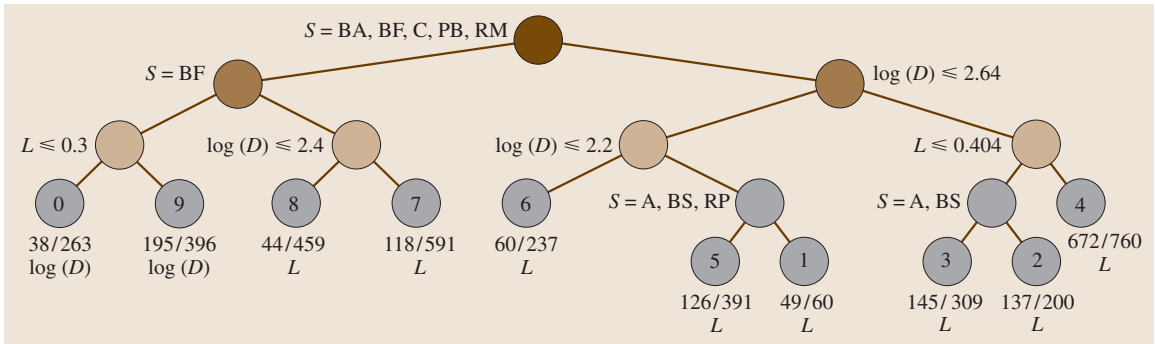 S = BA, BF, C, PB, RM
S = BF
log (D) ⩽ 2.64
L ⩽ 0.3
log (D) ⩽ 2.4
log (D) ⩽ 2.2
L ⩽ 0.404
0
9
8
7
6
S = A, BS, RP
S = A, BS
4
38/263
log (D)
195/396
log (D)
44/459
L
118/591
L
60/237
L
672/760
L
5
1
3
2
126/391
L
49/60
L
145/309
L
137/200
L